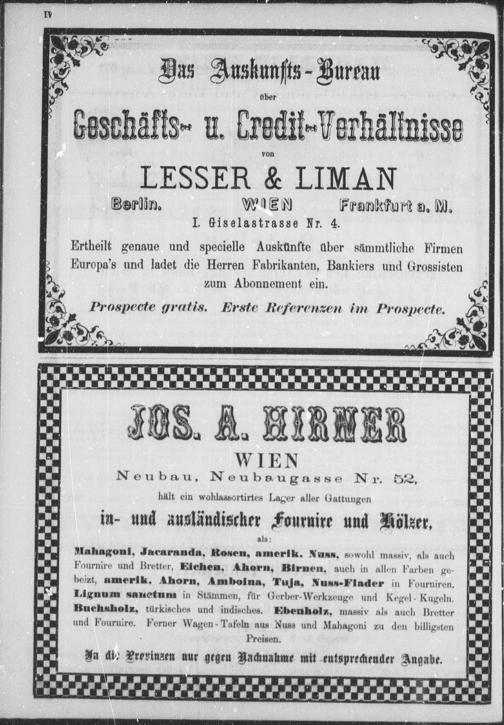 IV
Das Auskunfts-Bureau
über
Geschäfts- u. Credit-Verhältnisse
von
LESSER & LIMAN
Berlin. WIEN Frankfurt a. M.
I. Giselastrasse Nr. 4.
Ertheilt genaue und specielle Auskünfte über sämmtliche Firmen
Europa's und ladet die Herren Fabrikanten, Bankiers und Grossisten
zum Abonnement ein.
Prospecte gratis. Erste Referenzen im Prospecte.
JOS. A. HIRNER
WIEN
Neubau, Neubaugasse Nr. 52,
hält ein wohlassortirtes Lager aller Gattungen
in- und ausländischer Fournire und Hölzer,
als:
Mahagoni, Jacaranda, Rosen, amerik. Nuss, sowohl massiv, als auch
Fournire und Bretter, Eichen, Ahorn, Birnen, auch in allen Farben ge-
beizt, amerik. Ahorn, Amboina, Tuja, Nuss-Flader in Fourniren,
Lignum sanctum in Stämmen, für Gerber-Werkzeuge und Kegel-Kugeln.
Buchsholz, türkisches und indisches. Ebenholz, massiv als auch Bretter
und Fournire. Ferner Wagen-Tafeln aus Nuss und Mahagoni zu den billigsten
Preisen.
In die Provinzen nur gegen Nachnahme mit entsprechender Angabe.